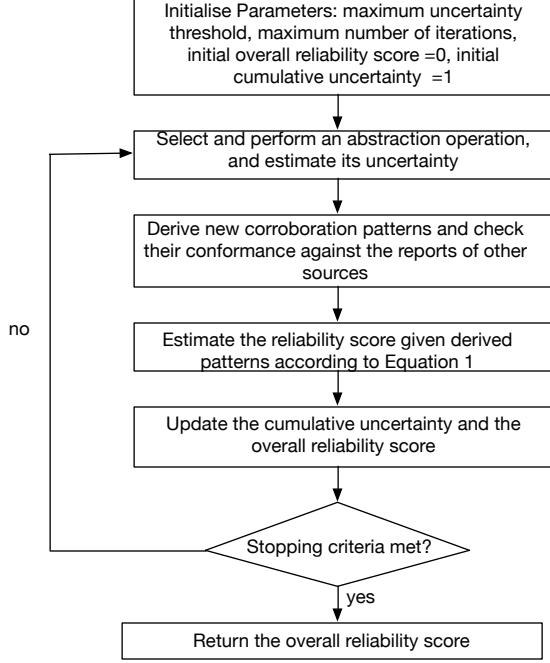 Initialise Parameters: maximum uncertainty
threshold, maximum number of iterations,
initial overall reliability score =0, initial
cumulative uncertainty =1
Select and perform an abstraction operation,
and estimate its uncertainty
Derive new corroboration patterns and check
their conformance against the reports of other
sources
no
Estimate the reliability score given derived
patterns according to Equation 1
Update the cumulative uncertainty and the
overall reliability score
Stopping criteria met?
yes
Return the overall reliability score